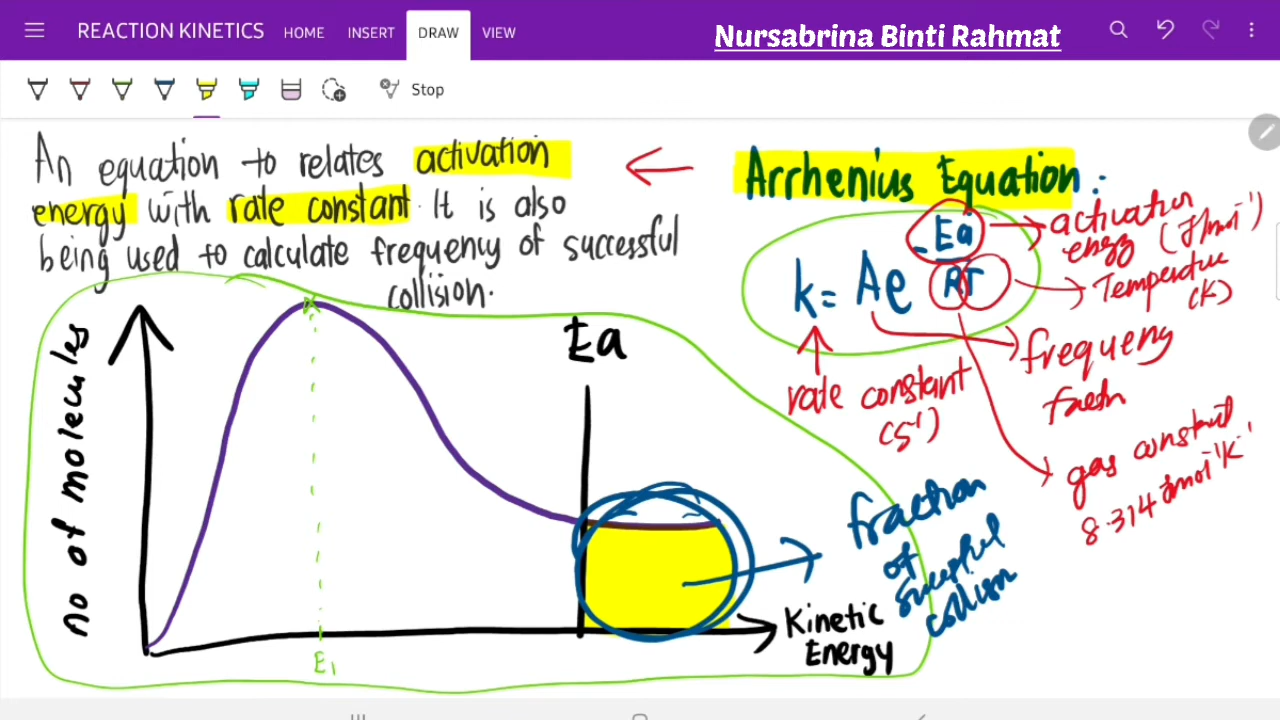 REACTION KINETICS HOME INSERT DRAW VIEW
Nursabrina Binti Rahmat
Stop
An equation to relates activation
energy with rate constant. It is also
being used to calculate frequency of successful
collision.
Arrhenius Equation :
k = Ae -Ea
RT
activation
energy (J/mol⁻¹)
Temperature
(K)
frequency
rate constant
(s⁻¹)
gas constant
8.314 Jmol⁻¹K⁻¹
no of molecules
Ea
E1
Kinetic
Energy
fraction
of
successful
collision